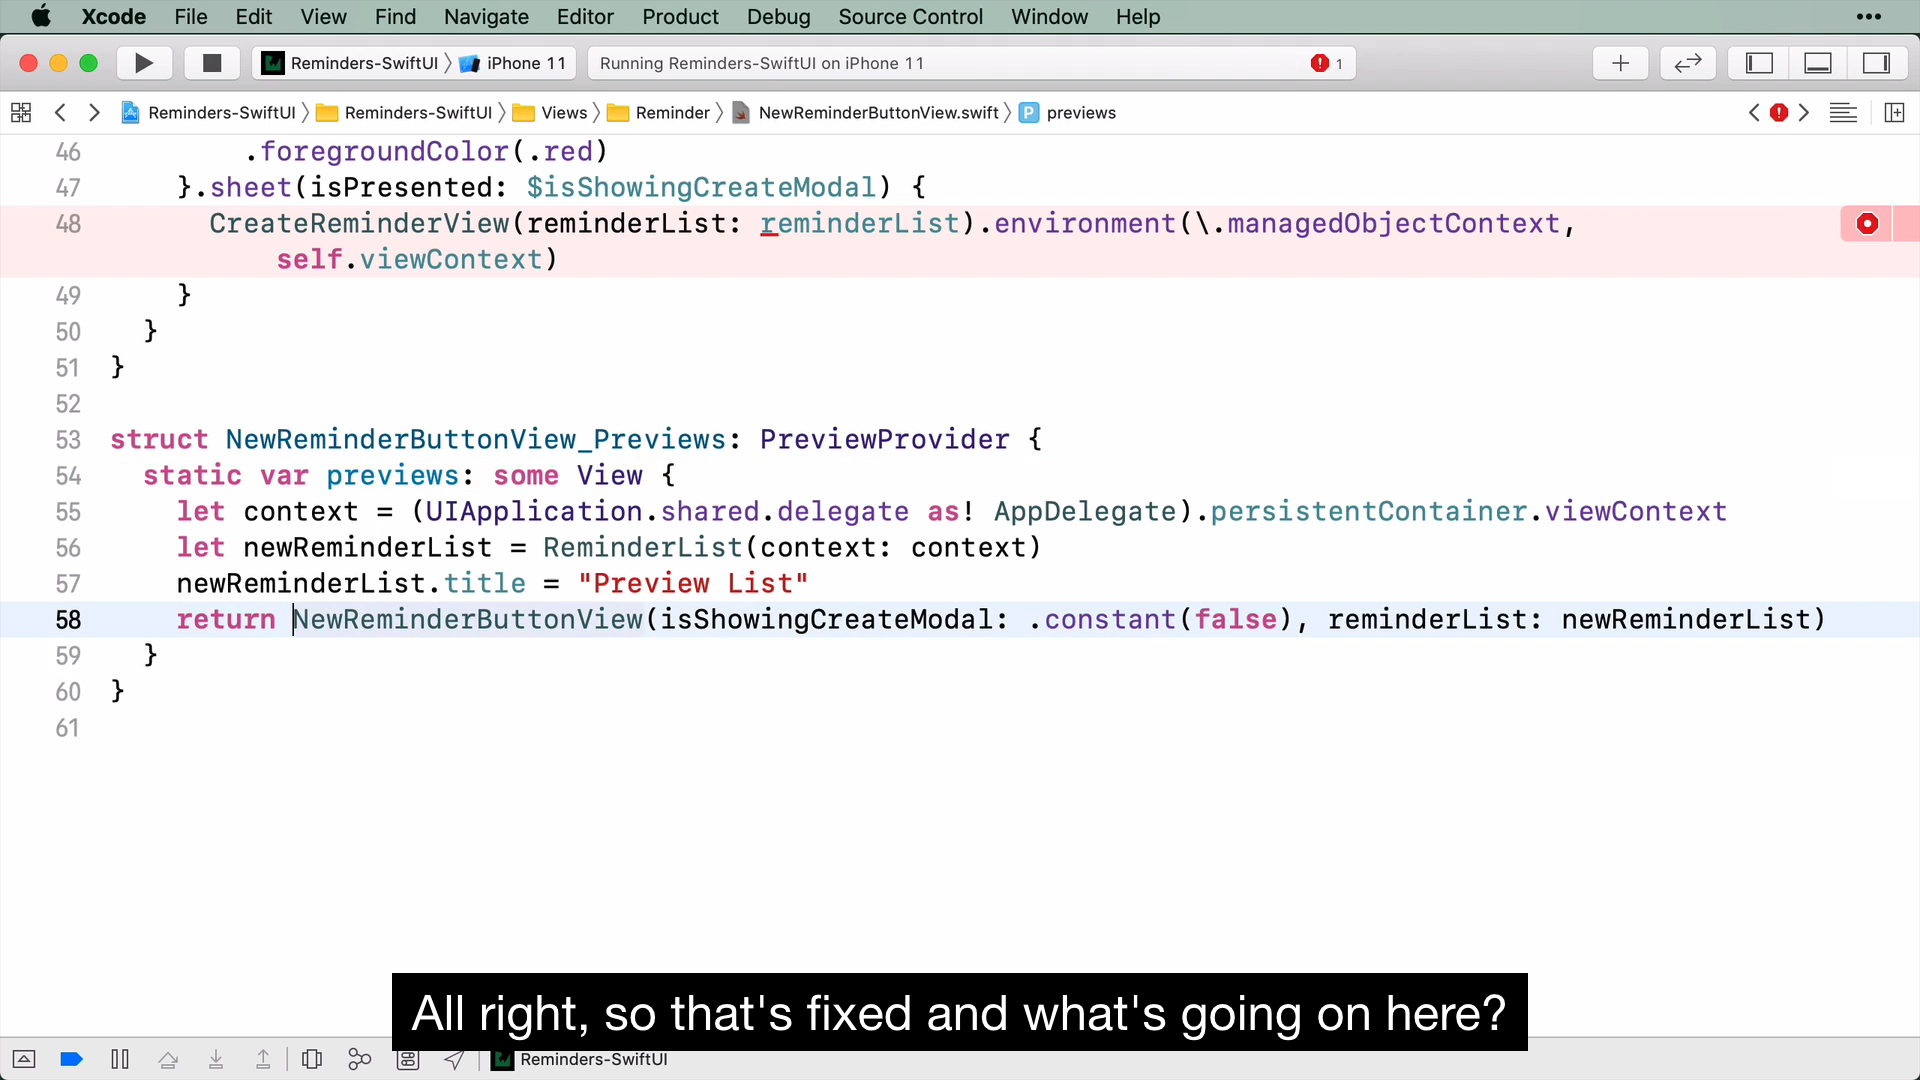 Xcode File Edit View Find Navigate Editor Product Debug Source Control Window Help
Reminders-SwiftUI iPhone 11 Running Reminders-SwiftUI on iPhone 11 1
Reminders-SwiftUI Reminders-SwiftUI Views Reminder NewReminderButtonView.swift P previews
46 .foregroundColor(.red)
47 }.sheet(isPresented: $isShowingCreateModal) {
48 CreateReminderView(reminderList: reminderList).environment(\.managedObjectContext,
self.viewContext)
49 }
50 }
51 }
52
53 struct NewReminderButtonView_Previews: PreviewProvider {
54 static var previews: some View {
55 let context = (UIApplication.shared.delegate as! AppDelegate).persistentContainer.viewContext
56 let newReminderList = ReminderList(context: context)
57 newReminderList.title = "Preview List"
58 return NewReminderButtonView(isShowingCreateModal: .constant(false), reminderList: newReminderList)
59 }
60 }
61
All right, so that's fixed and what's going on here?
Reminders-SwiftUI